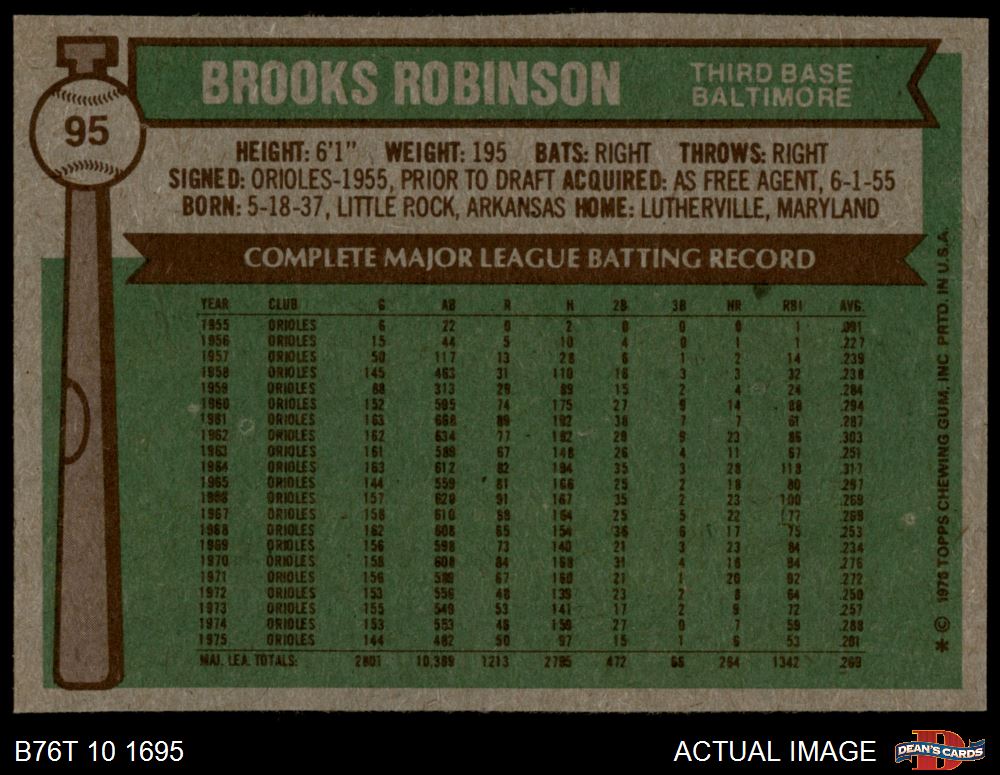 95
BROOKS ROBINSON
THIRD BASE
BALTIMORE
HEIGHT: 6'1" WEIGHT: 195 BATS: RIGHT THROWS: RIGHT
SIGNED: ORIOLES-1955, PRIOR TO DRAFT ACQUIRED: AS FREE AGENT, 6-1-55
BORN: 5-18-37, LITTLE ROCK, ARKANSAS HOME: LUTHERVILLE, MARYLAND
COMPLETE MAJOR LEAGUE BATTING RECORD
YEAR CLUB G AB R H 2B 3B HR RBI AVG.
1955 ORIOLES 6 22 0 2 0 0 0 1 .091
1956 ORIOLES 15 44 5 10 4 0 1 1 .227
1957 ORIOLES 50 117 13 28 6 1 2 14 .239
1958 ORIOLES 145 463 31 110 16 3 3 32 .238
1959 ORIOLES 88 313 29 89 15 2 4 24 .284
1960 ORIOLES 152 595 74 175 27 9 14 88 .294
1961 ORIOLES 163 668 89 192 38 7 7 61 .287
1962 ORIOLES 162 634 77 192 29 9 23 86 .303
1963 ORIOLES 161 589 67 148 26 4 11 67 .251
1964 ORIOLES 163 612 82 194 35 3 28 118 .317
1965 ORIOLES 144 559 81 166 25 2 18 80 .297
1966 ORIOLES 157 620 91 167 35 2 23 100 .269
1967 ORIOLES 158 610 88 164 25 5 22 77 .269
1968 ORIOLES 162 608 65 154 36 6 17 75 .253
1969 ORIOLES 156 598 73 140 21 3 23 84 .234
1970 ORIOLES 158 608 84 168 31 4 18 94 .276
1971 ORIOLES 156 589 67 160 21 1 20 92 .272
1972 ORIOLES 153 556 48 139 23 2 8 64 .250
1973 ORIOLES 155 549 53 141 17 2 9 72 .257
1974 ORIOLES 153 553 46 159 27 0 7 59 .288
1975 ORIOLES 144 482 50 97 15 1 6 53 .201
MAJ. LEA. TOTALS: 2801 10,389 1213 2795 472 66 264 1342 .269
* © 1976 TOPPS CHEWING GUM, INC. PRTD. IN U.S.A.
B76T 10 1695
ACTUAL IMAGE
DEAN'S CARDS